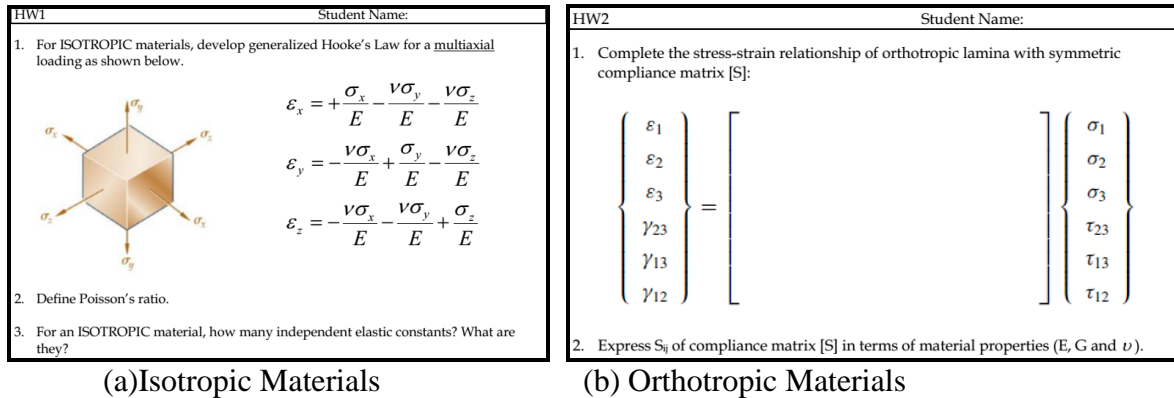 HW1 Student Name:
1. For ISOTROPIC materials, develop generalized Hooke's Law for a multiaxial
loading as shown below.
σy
σx
σz
σz
σx
σy
εx = +σx/E − νσy/E − νσz/E
εy = −νσx/E + σy/E − νσz/E
εz = −νσx/E − νσy/E + σz/E
2. Define Poisson's ratio.
3. For an ISOTROPIC material, how many independent elastic constants? What are
they?
(a)Isotropic Materials
HW2 Student Name:
1. Complete the stress-strain relationship of orthotropic lamina with symmetric
compliance matrix [S]:
ε1 σ1
ε2 σ2
ε3 σ3
=
γ23 τ23
γ13 τ13
γ12 τ12
2. Express Sij of compliance matrix [S] in terms of material properties (E, G and υ).
(b) Orthotropic Materials